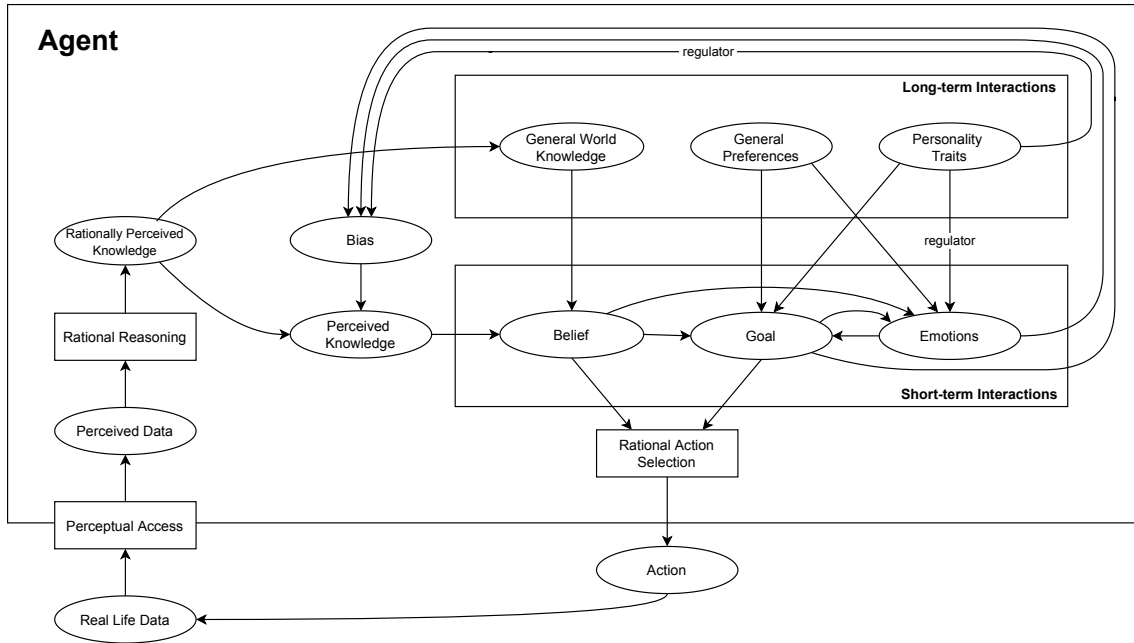 Agent
regulator
Long-term Interactions
General World
Knowledge
General
Preferences
Personality
Traits
Rationally Perceived
Knowledge
Bias
regulator
Rational Reasoning
Perceived
Knowledge
Belief
Goal
Emotions
Short-term Interactions
Perceived Data
Rational Action
Selection
Perceptual Access
Action
Real Life Data